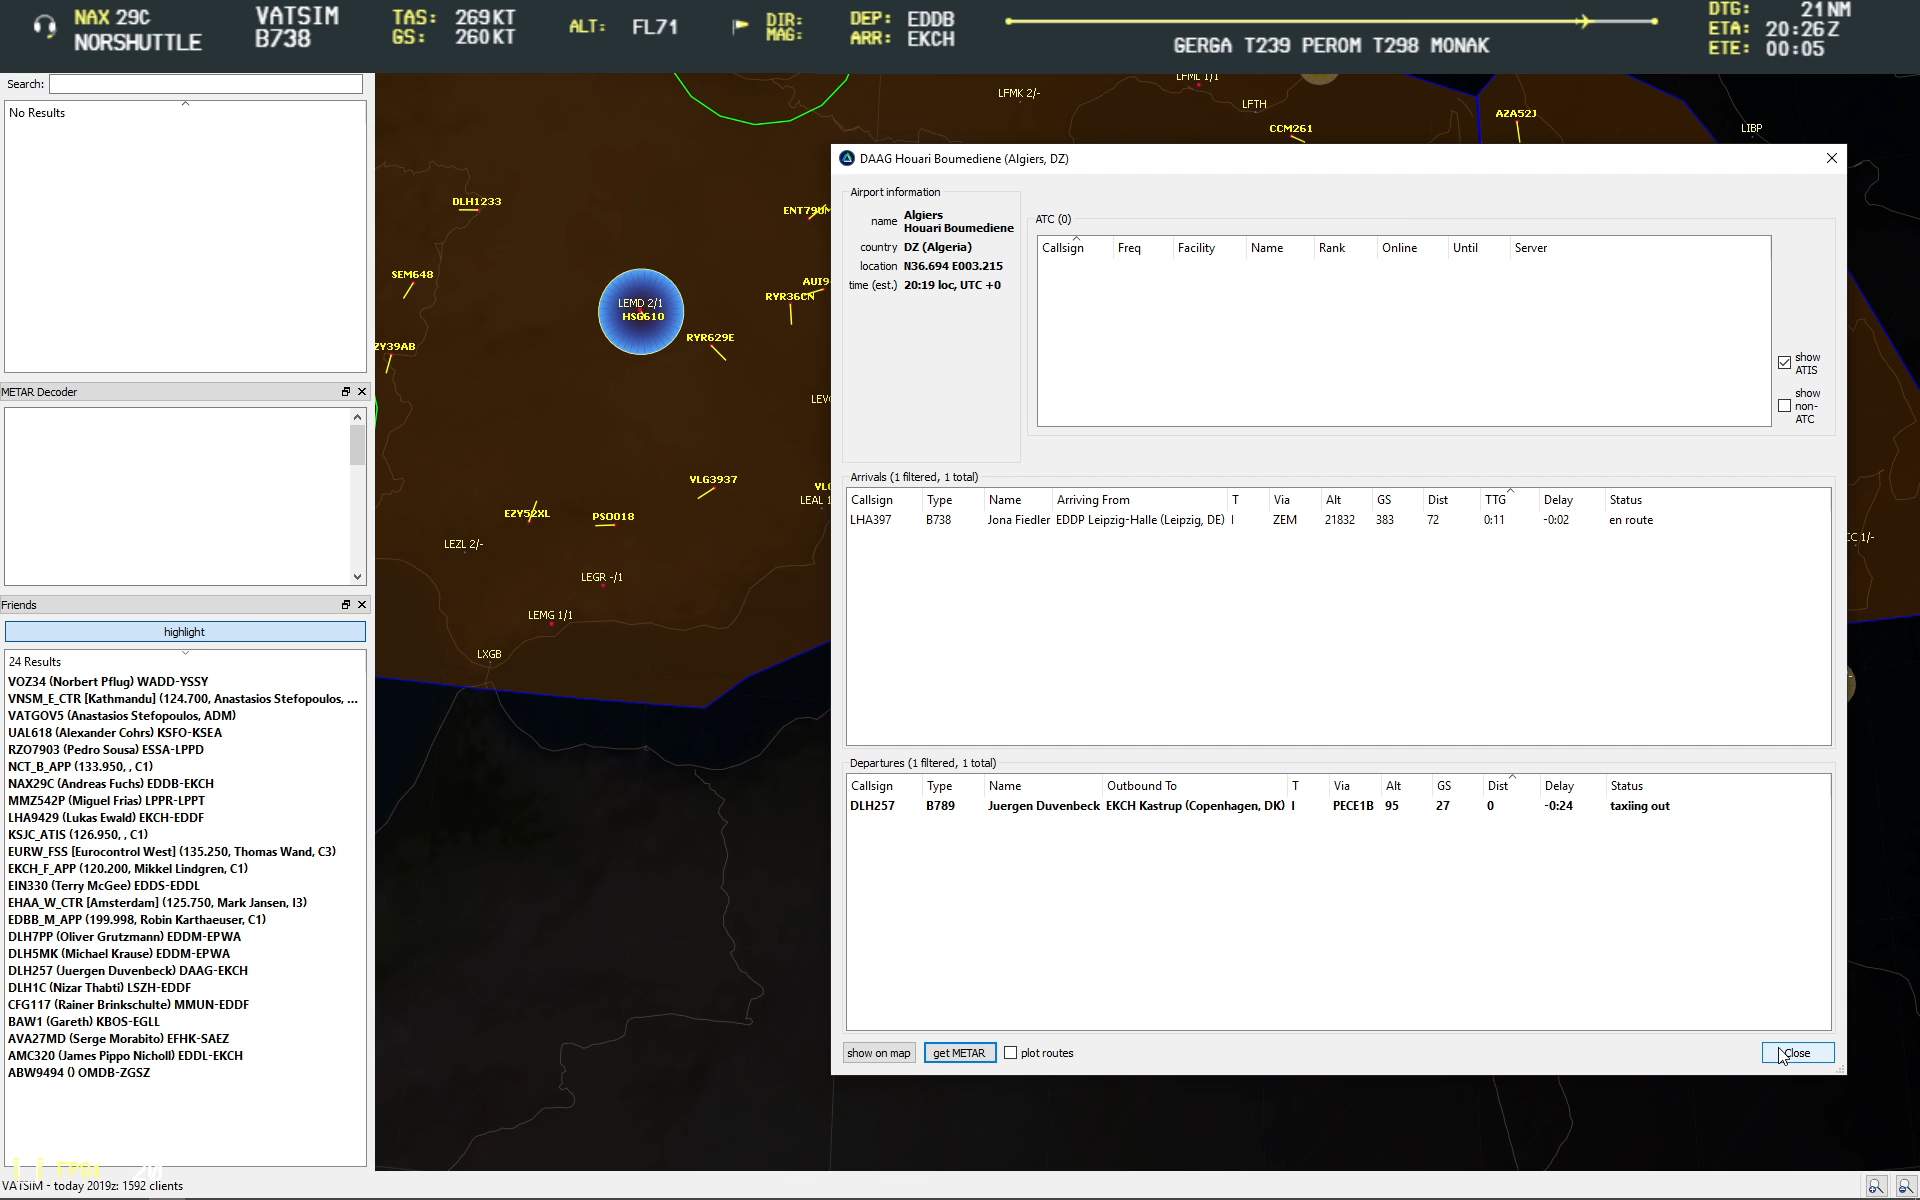 NAX 29C
NORSHUTTLE
VATSIM
B738
TAS: 269KT
GS: 260KT
ALT: FL71
DIR:
MAG:
DEP: EDDB
ARR: EKCH
GERGA T239 PEROM T298 MONAK
DTG: 21NM
ETA: 20:26Z
ETE: 00:05
Search:
No Results
METAR Decoder
Friends
highlight
24 Results
VOZ34 (Norbert Pflug) WADD-YSSY
VNSM_E_CTR [Kathmandu] (124.700, Anastasios Stefopoulos, ...
VATGOV5 (Anastasios Stefopoulos, ADM)
UAL618 (Alexander Cohrs) KSFO-KSEA
RZO7903 (Pedro Sousa) ESSA-LPPD
NCT_B_APP (133.950, , C1)
NAX29C (Andreas Fuchs) EDDB-EKCH
MMZ542P (Miguel Frias) LPPR-LPPT
LHA9429 (Lukas Ewald) EKCH-EDDF
KSJC_ATIS (126.950, , C1)
EURW_FSS [Eurocontrol West] (135.250, Thomas Wand, C3)
EKCH_F_APP (120.200, Mikkel Lindgren, C1)
EIN330 (Terry McGee) EDDS-EDDL
EHAA_W_CTR [Amsterdam] (125.750, Mark Jansen, I3)
EDBB_M_APP (199.998, Robin Karthaeuser, C1)
DLH7PP (Oliver Grutzmann) EDDM-EPWA
DLH5MK (Michael Krause) EDDM-EPWA
DLH257 (Juergen Duvenbeck) DAAG-EKCH
DLH1C (Nizar Thabti) LSZH-EDDF
CFG117 (Rainer Brinkschulte) MMUN-EDDF
BAW1 (Gareth) KBOS-EGLL
AVA27MD (Serge Morabito) EFHK-SAEZ
AMC320 (James Pippo Nicholl) EDDL-EKCH
ABW9494 () OMDB-ZGSZ
FPS:
VATSIM - today 2019z: 1592 clients
LFMK 2/-
LFML 1/1
LFTH
CCM261
AZA52J
LIBP
DLH1233
ENT79UM
SEM648
LEMD 2/1
HSG610
RYR36CN
RYR629E
ZY39AB
VLG3937
EZY52XL
PSO018
LEAL 1
LEZL 2/-
LEGR -/1
LEMG 1/1
LXGB
CC 1/-
DAAG Houari Boumediene (Algiers, DZ)
Airport information
name Algiers
Houari Boumediene
country DZ (Algeria)
location N36.694 E003.215
time (est.) 20:19 loc, UTC +0
ATC (0)
Callsign Freq Facility Name Rank Online Until Server
show
ATIS
show
non-
ATC
Arrivals (1 filtered, 1 total)
Callsign Type Name Arriving From T Via Alt GS Dist TTG Delay Status
LHA397 B738 Jona Fiedler EDDP Leipzig-Halle (Leipzig, DE) I ZEM 21832 383 72 0:11 -0:02 en route
Departures (1 filtered, 1 total)
Callsign Type Name Outbound To T Via Alt GS Dist Delay Status
DLH257 B789 Juergen Duvenbeck EKCH Kastrup (Copenhagen, DK) I PECE1B 95 27 0 -0:24 taxiing out
show on map
get METAR
plot routes
Close